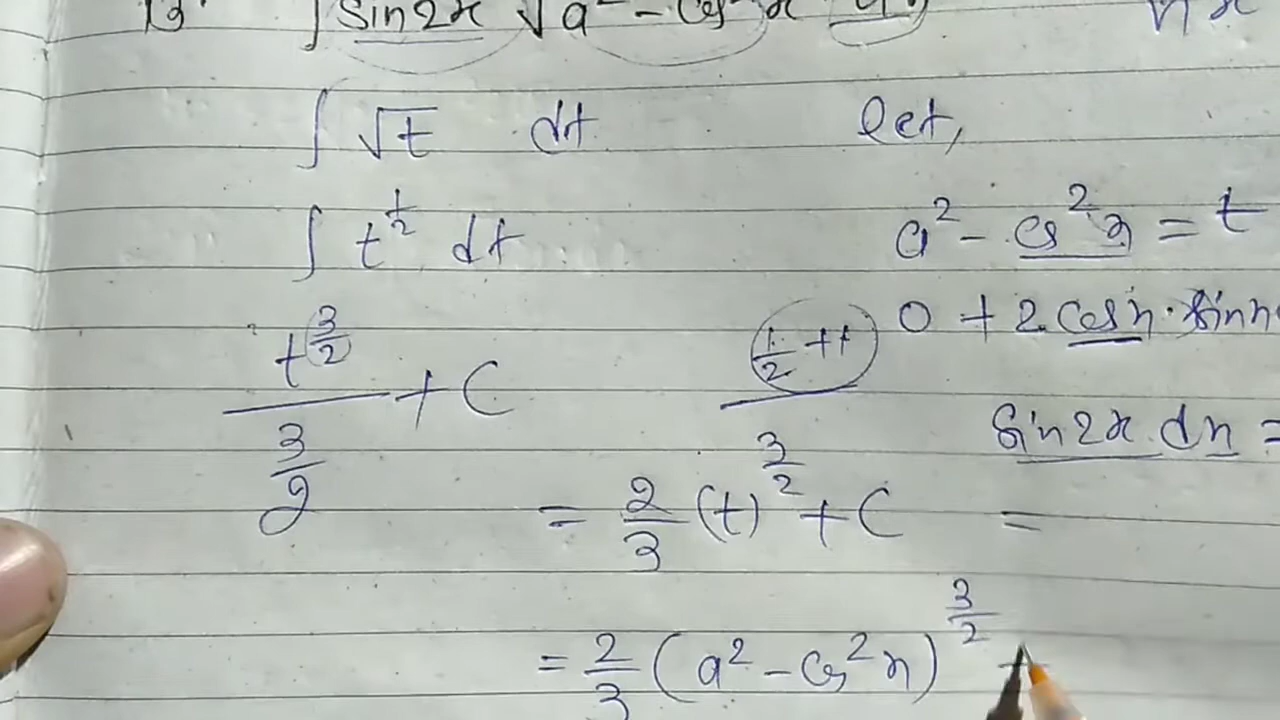 ∫ sin2x √a² - cos²x dx
n x
∫ √t dt
let,
∫ t^(1/2) dt
a² - cos²x = t
0 + 2 cosx · sinx
t^(3/2) / (3/2) + C
1/2 + 1
sin2x dx =
= 2/3 (t)^(3/2) + C
=
= 2/3 (a² - cos²x)^(3/2)